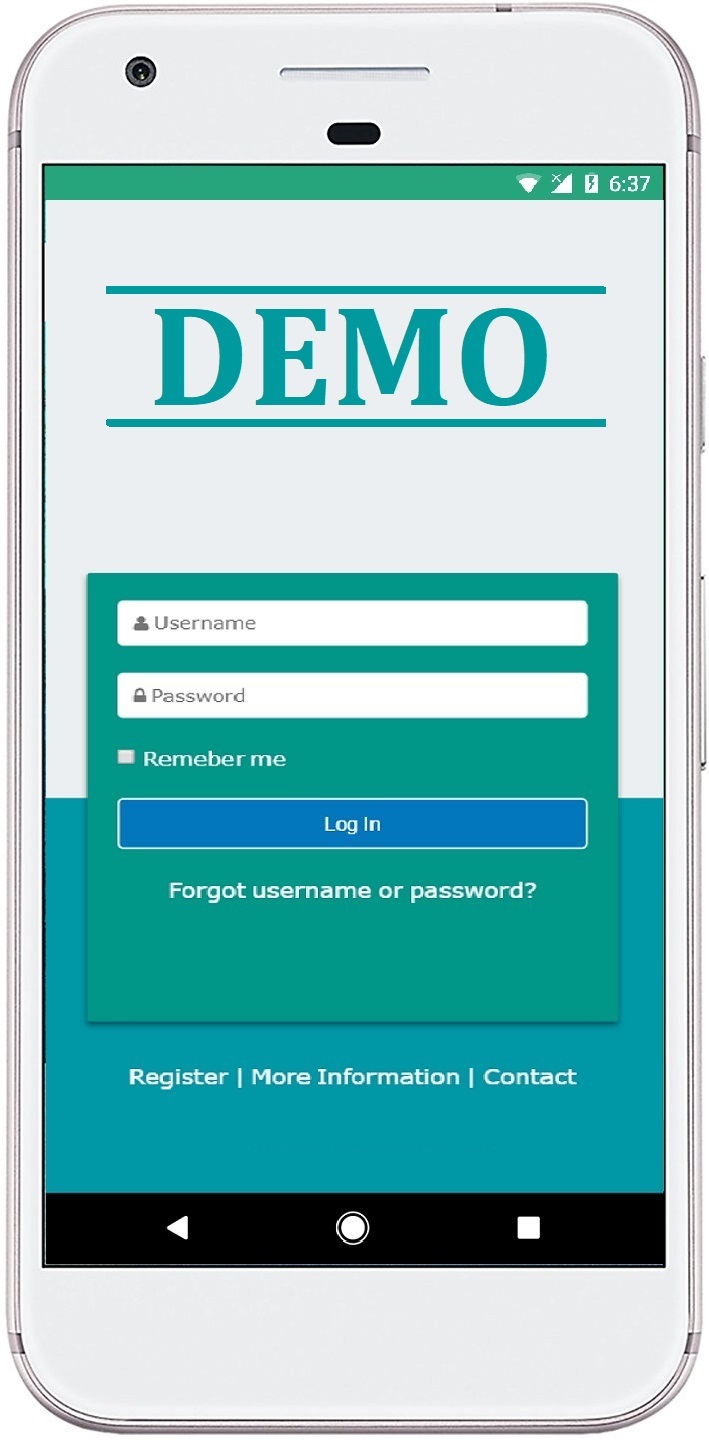 6:37
DEMO
Username
Password
Remeber me
Log In
Forgot username or password?
Register | More Information | Contact